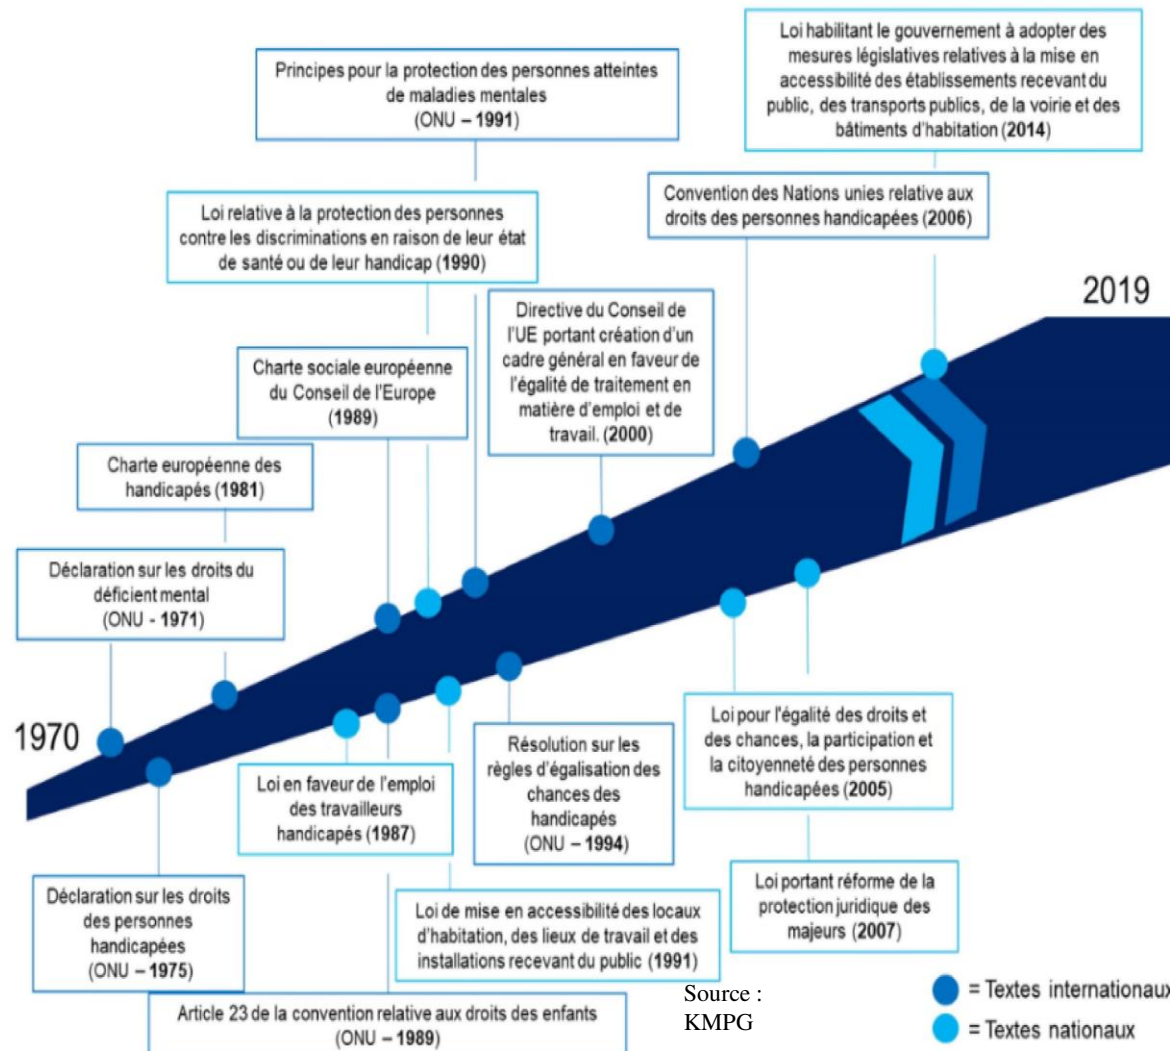 Loi habilitant le gouvernement à adopter des
mesures législatives relatives à la mise en
accessibilité des établissements recevant du
public, des transports publics, de la voirie et des
bâtiments d'habitation (2014)
Principes pour la protection des personnes atteintes
de maladies mentales
(ONU – 1991)
Convention des Nations unies relative aux
droits des personnes handicapées (2006)
Loi relative à la protection des personnes
contre les discriminations en raison de leur état
de santé ou de leur handicap (1990)
2019
Directive du Conseil de
l'UE portant création d'un
cadre général en faveur de
l'égalité de traitement en
matière d'emploi et de
travail. (2000)
Charte sociale européenne
du Conseil de l'Europe
(1989)
Charte européenne des
handicapés (1981)
Déclaration sur les droits du
déficient mental
(ONU - 1971)
1970
Loi en faveur de l'emploi
des travailleurs
handicapés (1987)
Résolution sur les
règles d'égalisation des
chances des
handicapés
(ONU – 1994)
Loi pour l'égalité des droits et
des chances, la participation et
la citoyenneté des personnes
handicapées (2005)
Déclaration sur les droits
des personnes
handicapées
(ONU – 1975)
Loi de mise en accessibilité des locaux
d'habitation, des lieux de travail et des
installations recevant du public (1991)
Loi portant réforme de la
protection juridique des
majeurs (2007)
Article 23 de la convention relative aux droits des enfants
(ONU – 1989)
Source :
KMPG
= Textes internationaux
= Textes nationaux